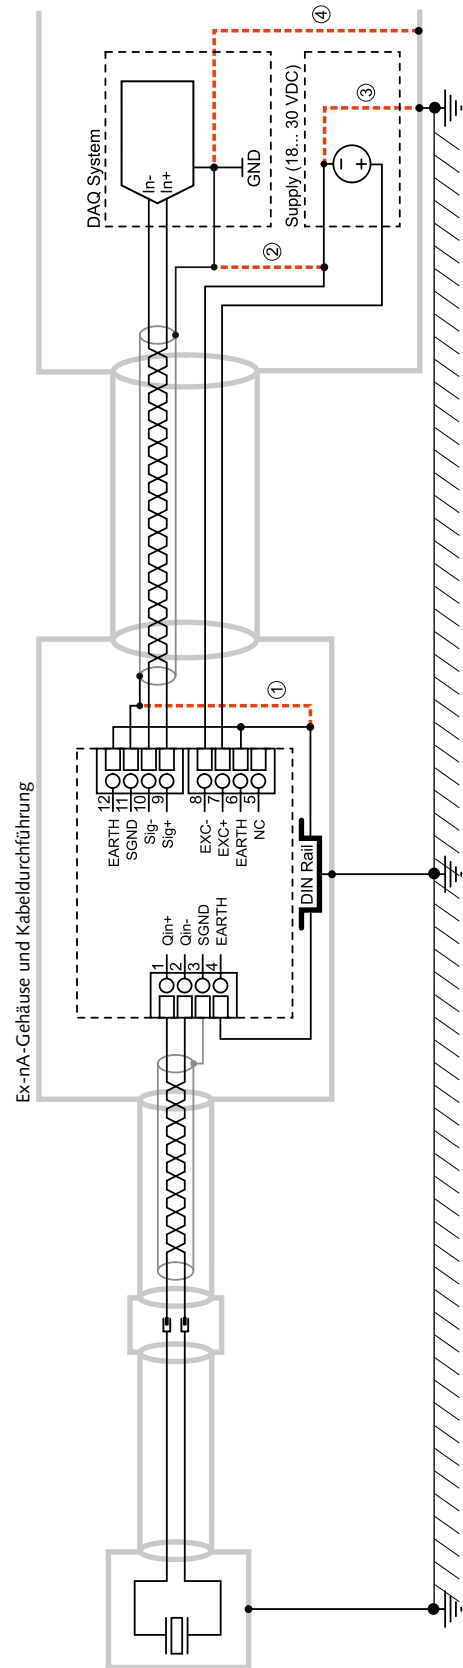 Ex-nA-Gehäuse und Kabeldurchführung
1 Qin+
2 Qin-
3 SGND
4 EARTH
DIN Rail
12 EARTH
11 SGND
10 Sig-
9 Sig+
8 EXC-
7 EXC+
6 EARTH
5 NC
①
DAQ System
In-
In+
GND
②
Supply (18... 30 VDC)
-
+
③
④